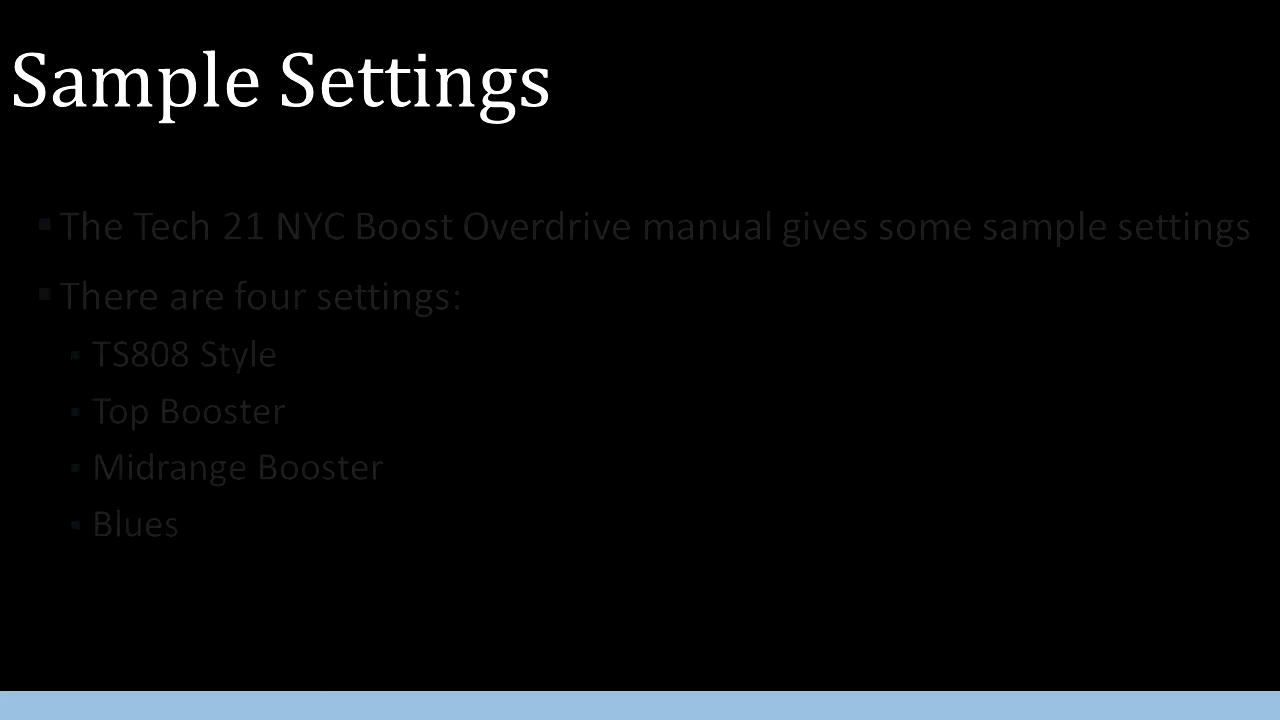 Sample Settings
The Tech 21 NYC Boost Overdrive manual gives some sample settings
There are four settings:
TS808 Style
Top Booster
Midrange Booster
Blues